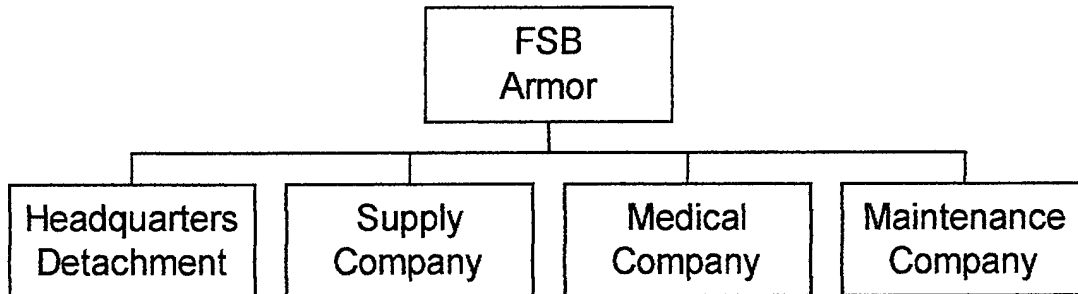 FSB
Armor
Headquarters
Detachment
Supply
Company
Medical
Company
Maintenance
Company